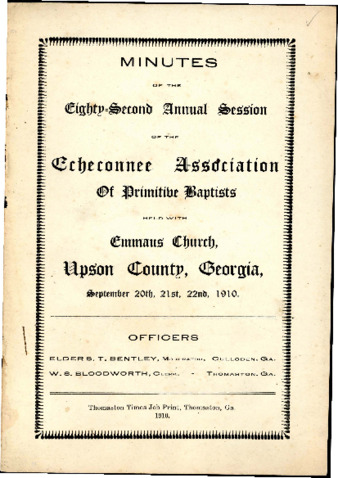 MINUTES
OF THE
Eighty-Second Annual Session
OF THE
Echeconnee Association
Of Primitive Baptists
HELD WITH
Emmaus Church,
Upson County, Georgia,
September 20th, 21st, 22nd, 1910.
OFFICERS
ELDER S. T. BENTLEY, Moderator, Culloden, Ga.
W. S. BLOODWORTH, Clerk, - Thomaston, Ga.
Thomaston Times Job Print, Thomaston, Ga
1910.